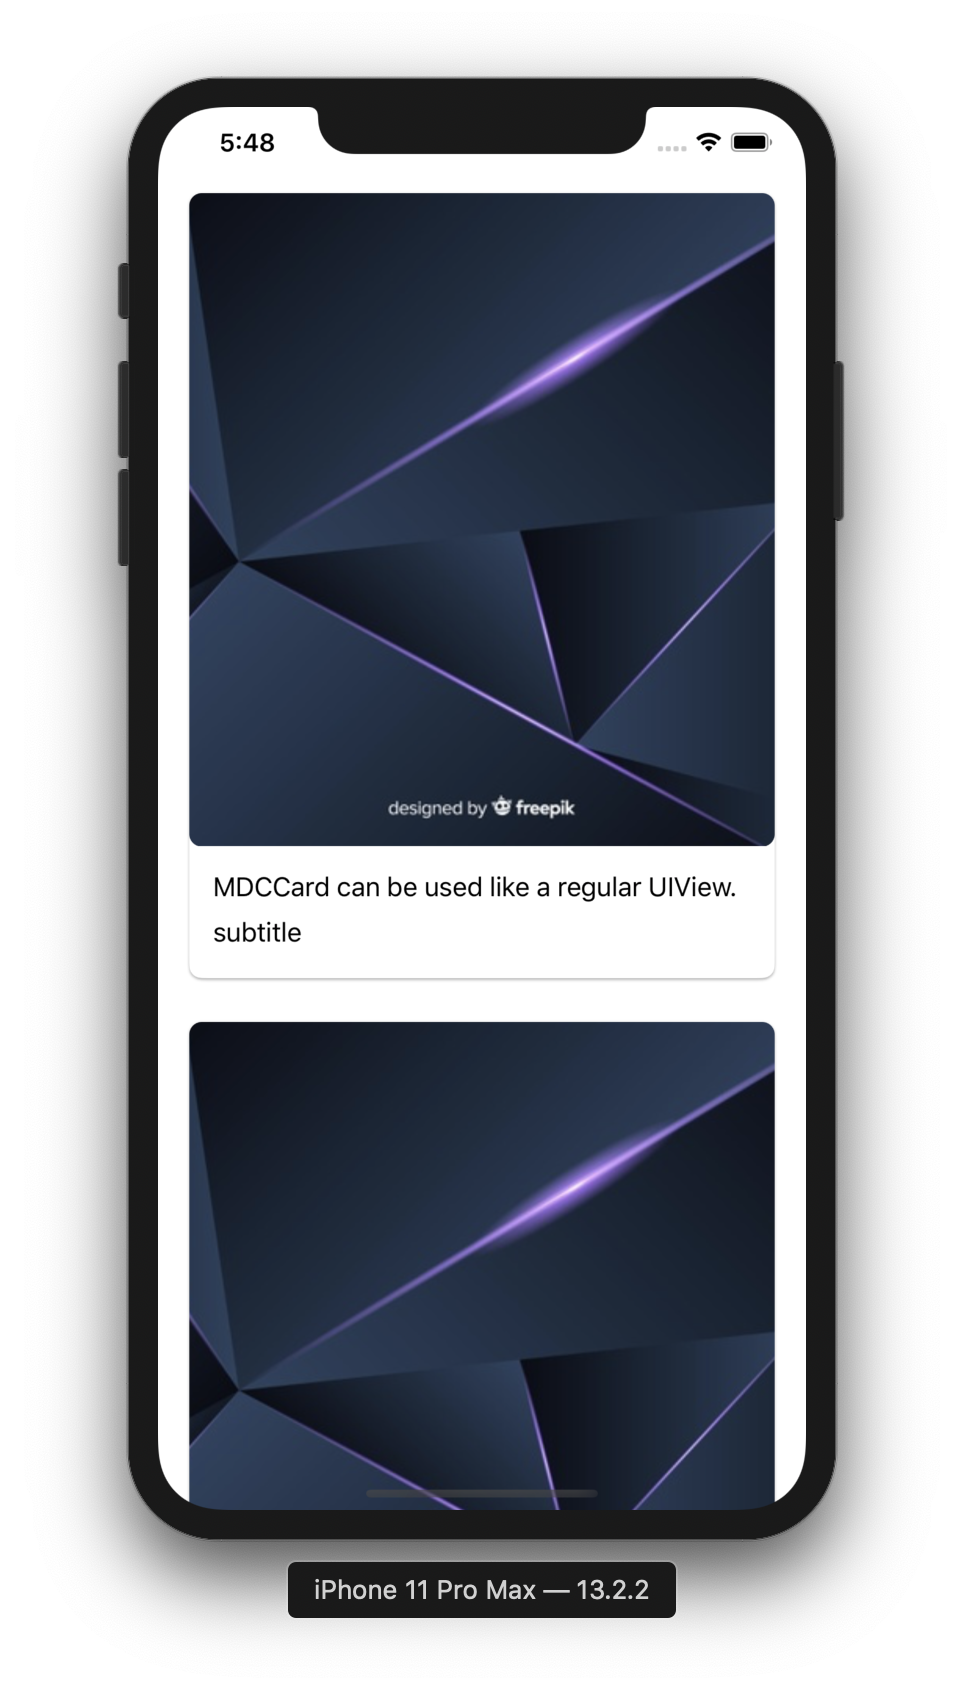 5:48
designed by freepik
MDCCard can be used like a regular UIView.
subtitle
iPhone 11 Pro Max — 13.2.2